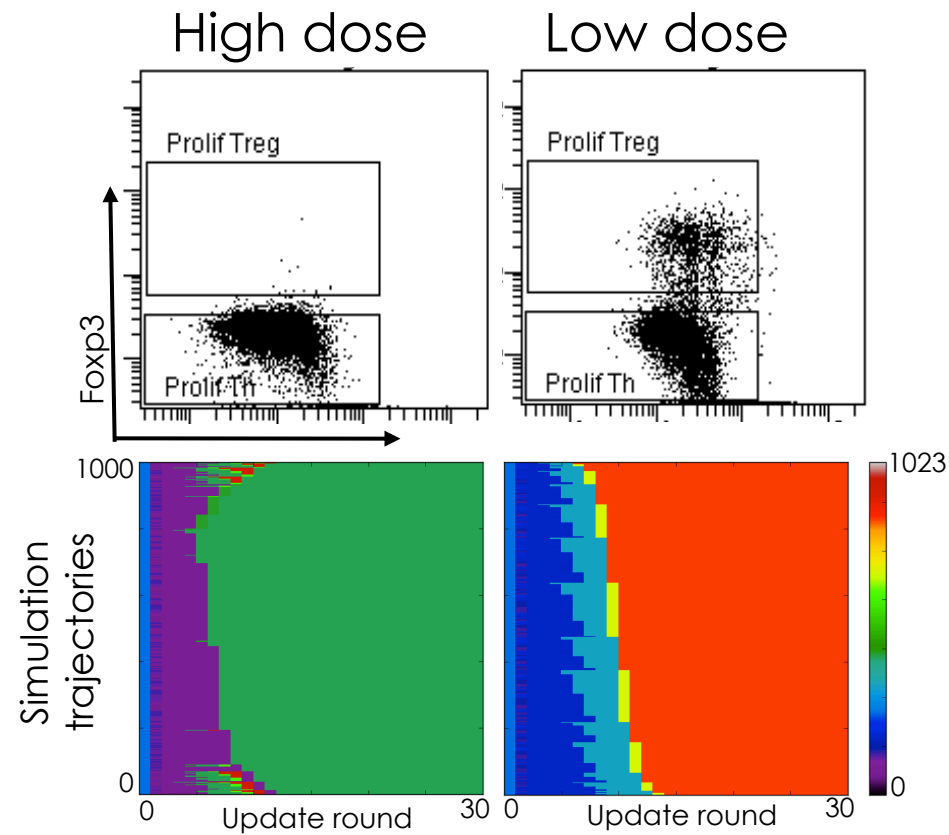 High dose
Low dose
Prolif Treg
Prolif Treg
Foxp3
Prolif Th
Prolif Th
1000
1023
Simulation
trajectories
0
0
0
Update round
30
0
Update round
30